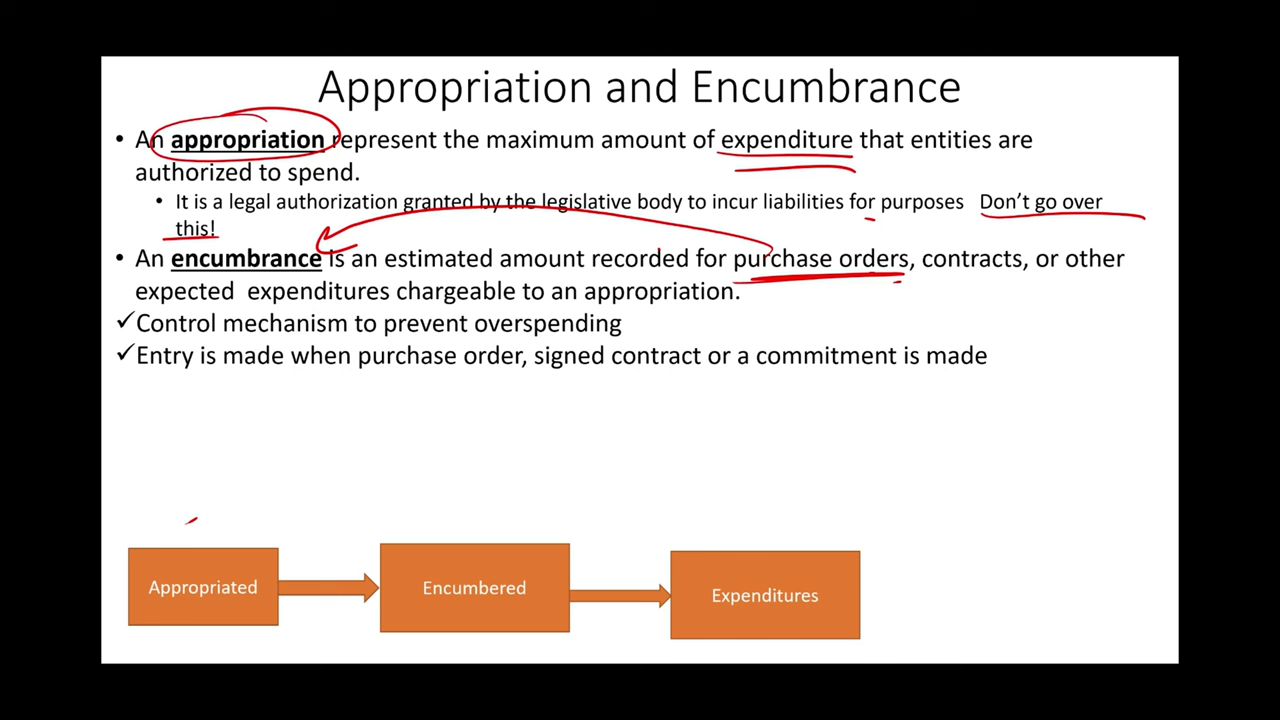 Appropriation and Encumbrance
• An appropriation represent the maximum amount of expenditure that entities are
authorized to spend.
• It is a legal authorization granted by the legislative body to incur liabilities for purposes Don't go over
this!
• An encumbrance is an estimated amount recorded for purchase orders, contracts, or other
expected expenditures chargeable to an appropriation.
✓Control mechanism to prevent overspending
✓Entry is made when purchase order, signed contract or a commitment is made
Appropriated
Encumbered
Expenditures